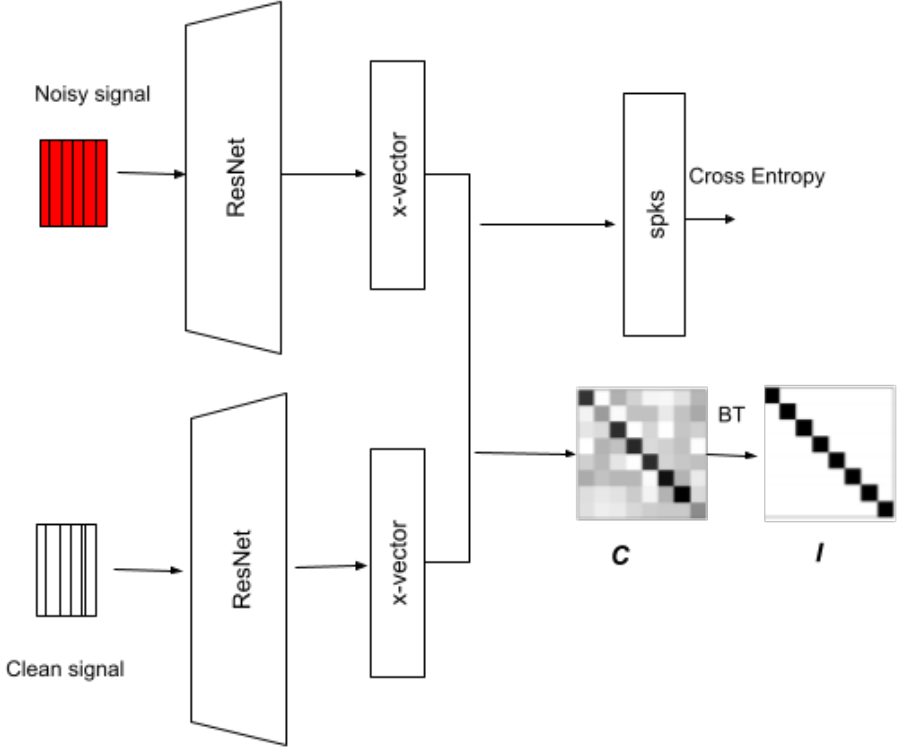 Noisy signal
ResNet
x-vector
spks
Cross Entropy
BT
C
I
ResNet
x-vector
Clean signal